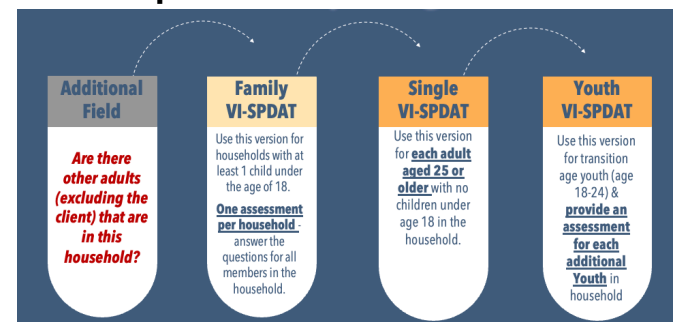 Additional
Field
Are there
other adults
(excluding the
client) that are
in this
household?
Family
VI-SPDAT
Use this version for
households with at
least 1 child under
the age of 18.
One assessment
per household -
answer the
questions for all
members in the
household.
Single
VI-SPDAT
Use this version
for each adult
aged 25 or
older with no
children under
age 18 in the
household.
Youth
VI-SPDAT
Use this version
for transition
age youth (age
18-24) &
provide an
assessment
for each
additional
Youth in
household